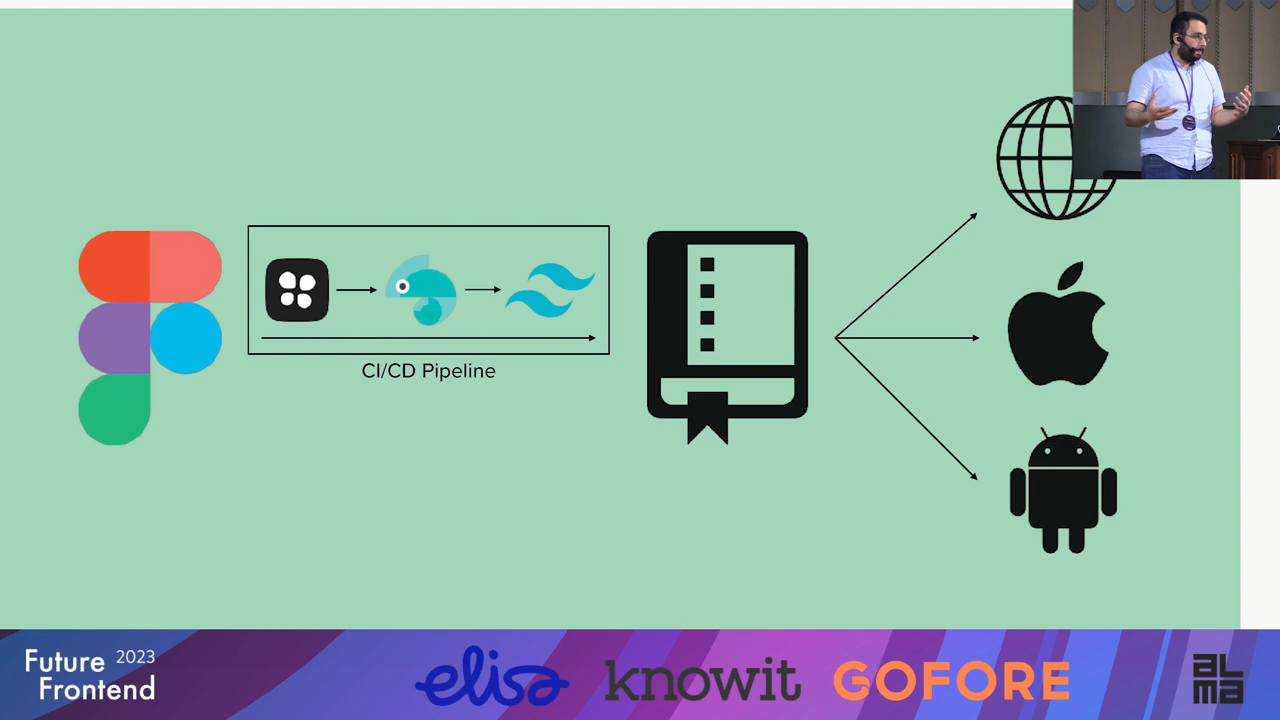 CI/CD Pipeline
Future 2023
Frontend
elisa
knowit
GOFORE
ALMA